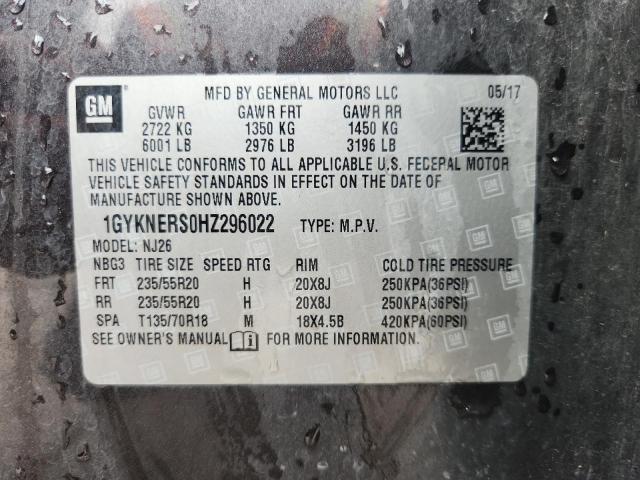 GM
MFD BY GENERAL MOTORS LLC 05/17
GVWR GAWR FRT GAWR RR
2722 KG 1350 KG 1450 KG
6001 LB 2976 LB 3196 LB
THIS VEHICLE CONFORMS TO ALL APPLICABLE U.S. FEDERAL MOTOR
VEHICLE SAFETY STANDARDS IN EFFECT ON THE DATE OF
MANUFACTURE SHOWN ABOVE.
1GYKNERS0HZ296022 TYPE: M.P.V.
MODEL: NJ26
NBG3 TIRE SIZE SPEED RTG RIM COLD TIRE PRESSURE
FRT 235/55R20 H 20X8J 250KPA(36PSI)
RR 235/55R20 H 20X8J 250KPA(36PSI)
SPA T135/70R18 M 18X4.5B 420KPA(60PSI)
SEE OWNER'S MANUAL FOR MORE INFORMATION.